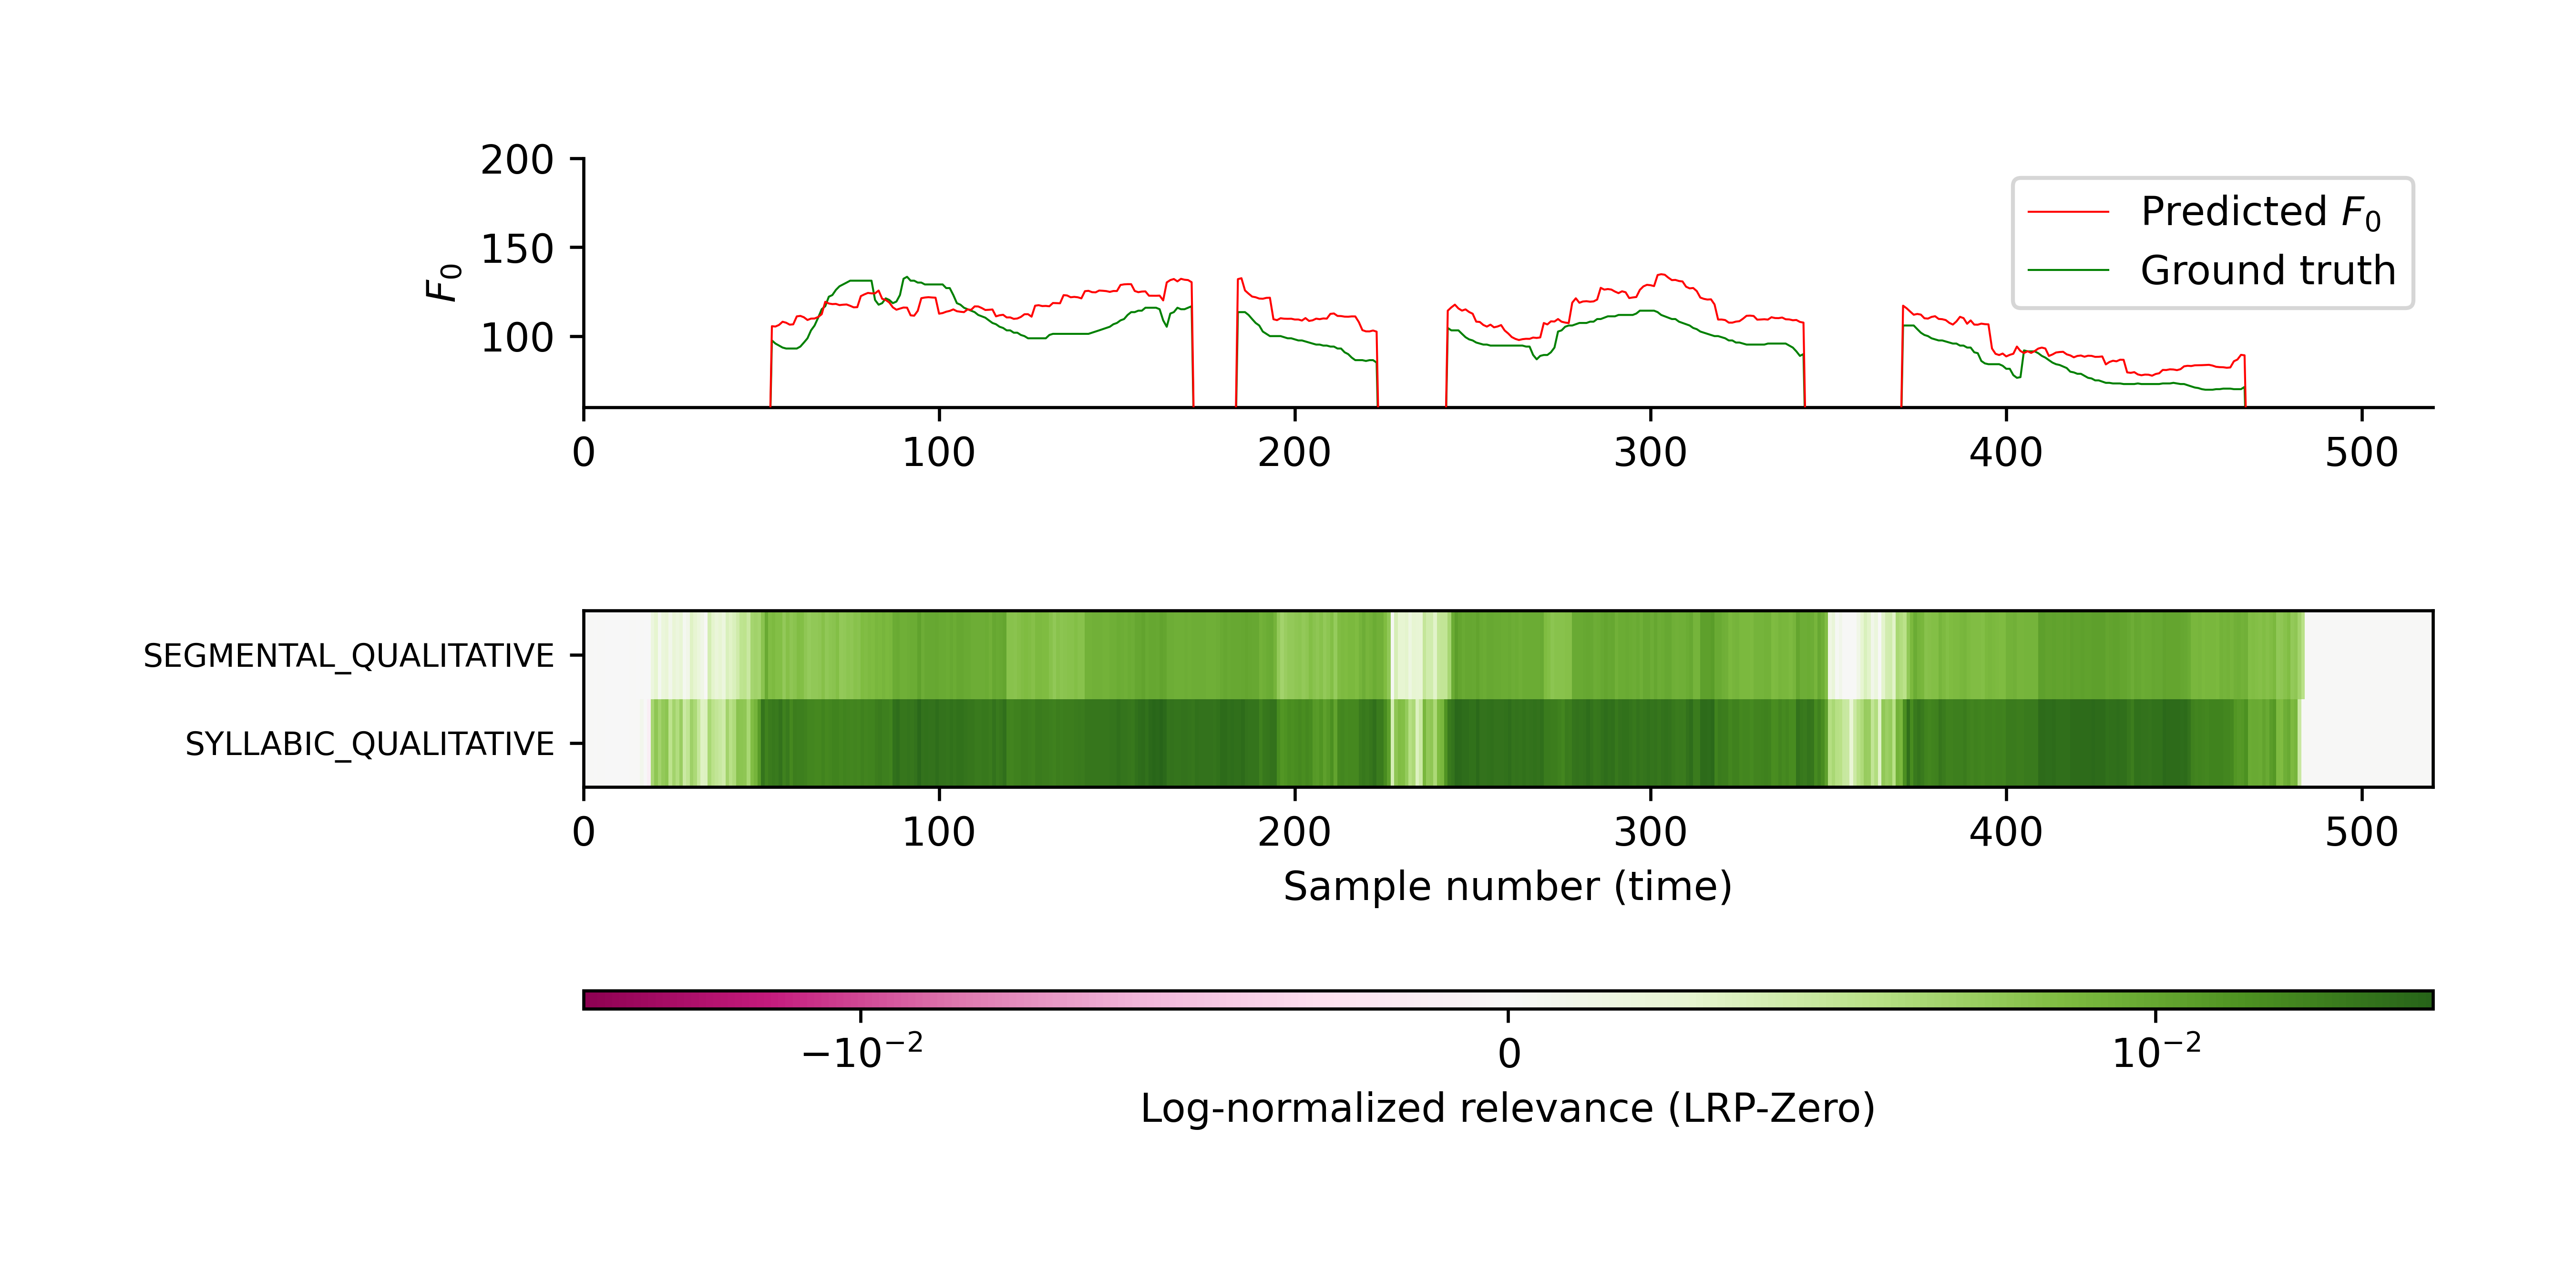 200
150
100
F₀
Predicted F₀
Ground truth
0 100 200 300 400 500
SEGMENTAL_QUALITATIVE
SYLLABIC_QUALITATIVE
0 100 200 300 400 500
Sample number (time)
−10⁻² 0 10⁻²
Log-normalized relevance (LRP-Zero)